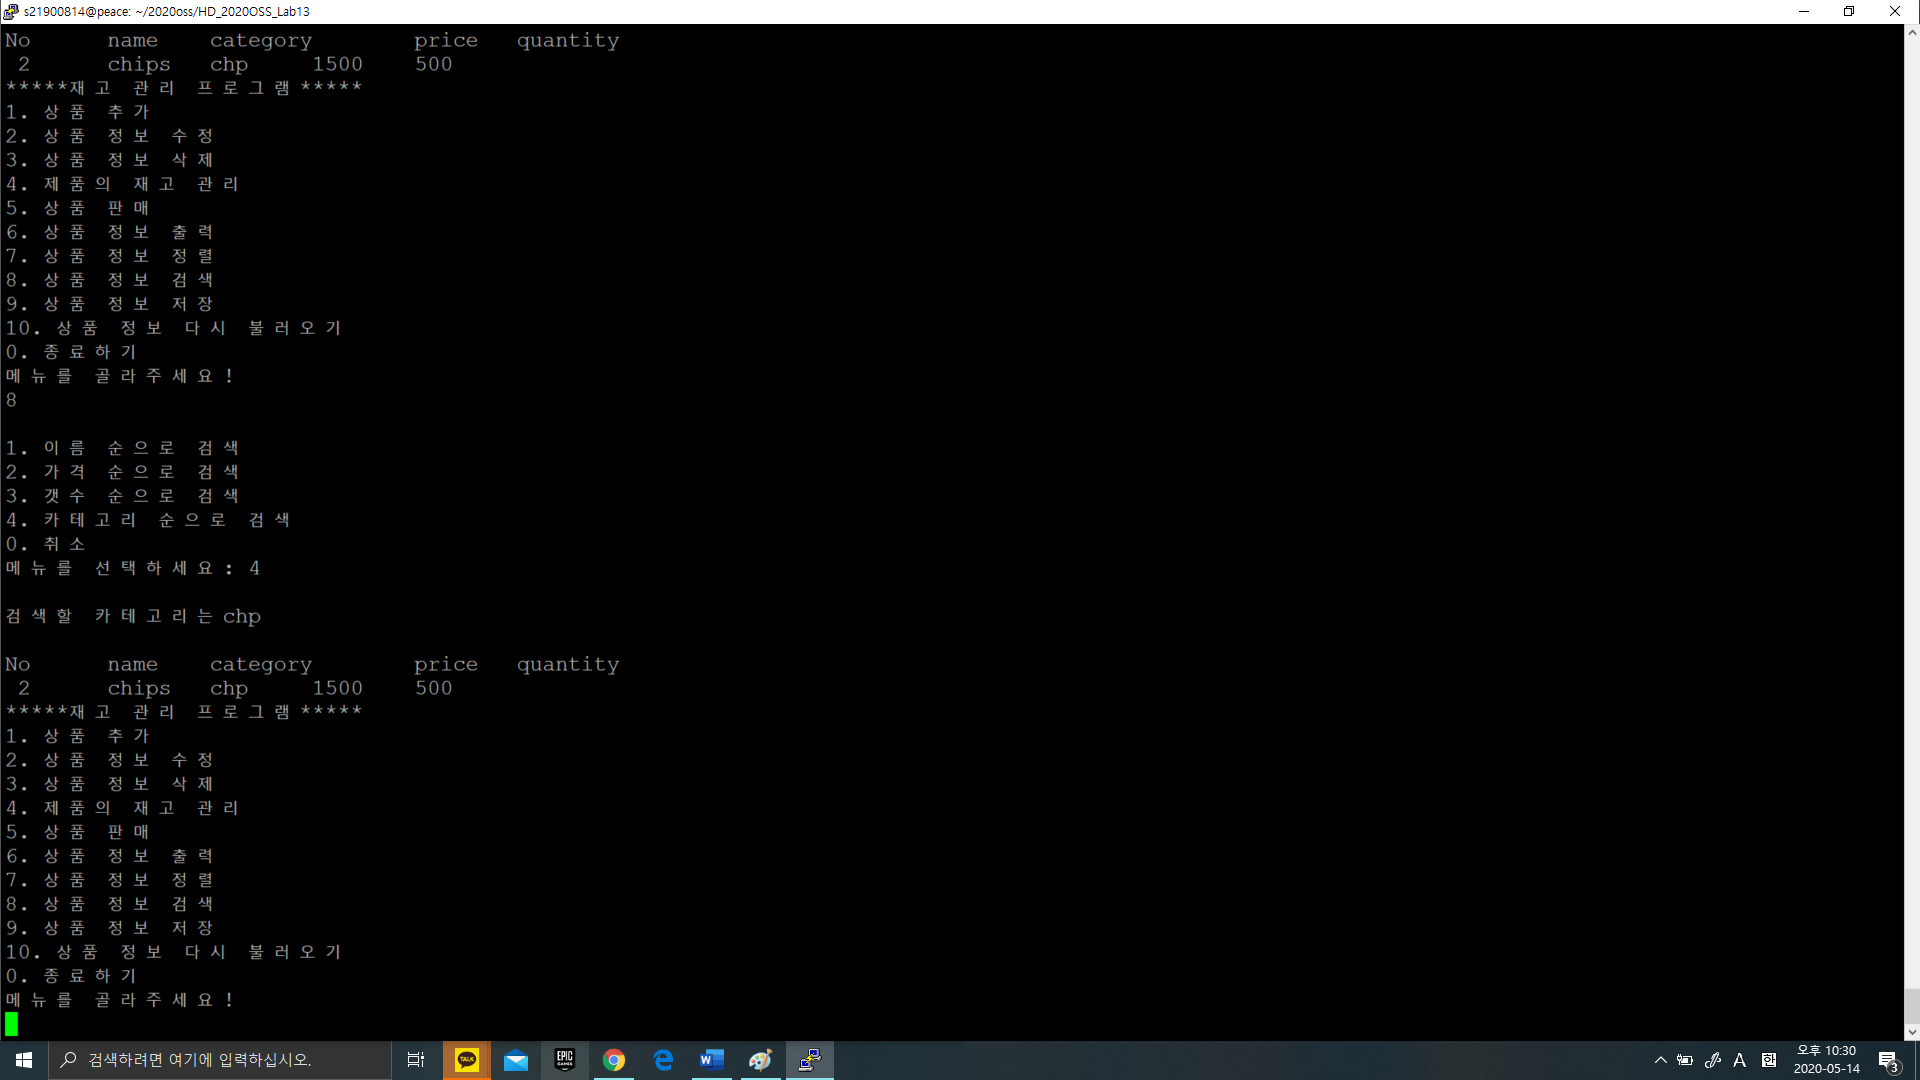 s21900814@peace: ~/2020oss/HD_2020OSS_Lab13
No name category price quantity
2 chips chp 1500 500
*****재고 관리 프로그램*****
1. 상품 추가
2. 상품 정보 수정
3. 상품 정보 삭제
4. 제품의 재고 관리
5. 상품 판매
6. 상품 정보 출력
7. 상품 정보 정렬
8. 상품 정보 검색
9. 상품 정보 저장
10. 상품 정보 다시 불러오기
0. 종료하기
메뉴를 골라주세요!
8
1. 이름 순으로 검색
2. 가격 순으로 검색
3. 갯수 순으로 검색
4. 카테고리 순으로 검색
0. 취소
메뉴를 선택하세요: 4
검색할 카테고리는 chp
No name category price quantity
2 chips chp 1500 500
*****재고 관리 프로그램*****
1. 상품 추가
2. 상품 정보 수정
3. 상품 정보 삭제
4. 제품의 재고 관리
5. 상품 판매
6. 상품 정보 출력
7. 상품 정보 정렬
8. 상품 정보 검색
9. 상품 정보 저장
10. 상품 정보 다시 불러오기
0. 종료하기
메뉴를 골라주세요!
검색하려면 여기에 입력하십시오.
TALK
EPIC GAMES
W
A
한
오후 10:30
2020-05-14
3